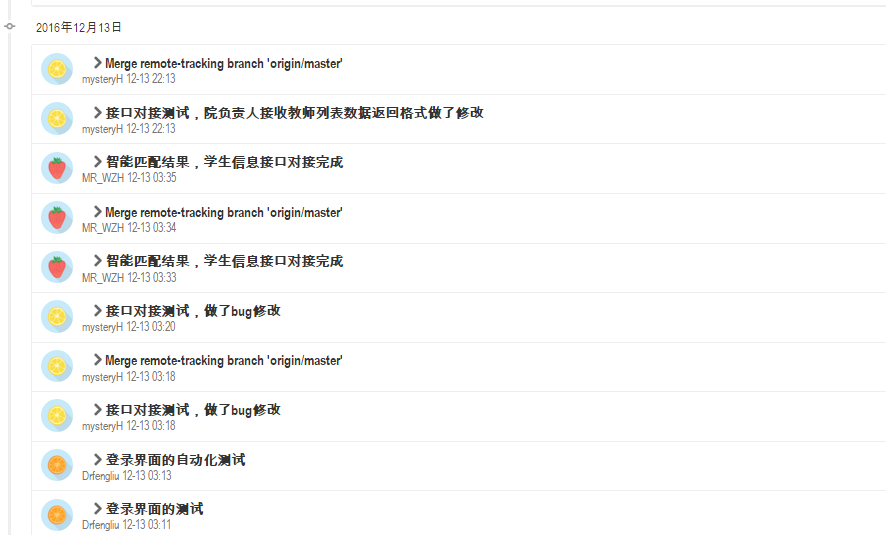 2016年12月13日
Merge remote-tracking branch 'origin/master'
mysteryH 12-13 22:13
接口对接测试，院负责人接收教师列表数据返回格式做了修改
mysteryH 12-13 22:13
智能匹配结果，学生信息接口对接完成
MR_WZH 12-13 03:35
Merge remote-tracking branch 'origin/master'
MR_WZH 12-13 03:34
智能匹配结果，学生信息接口对接完成
MR_WZH 12-13 03:33
接口对接测试，做了bug修改
mysteryH 12-13 03:20
Merge remote-tracking branch 'origin/master'
mysteryH 12-13 03:18
接口对接测试，做了bug修改
mysteryH 12-13 03:18
登录界面的自动化测试
Drfengliu 12-13 03:13
登录界面的测试
Drfengliu 12-13 03:11